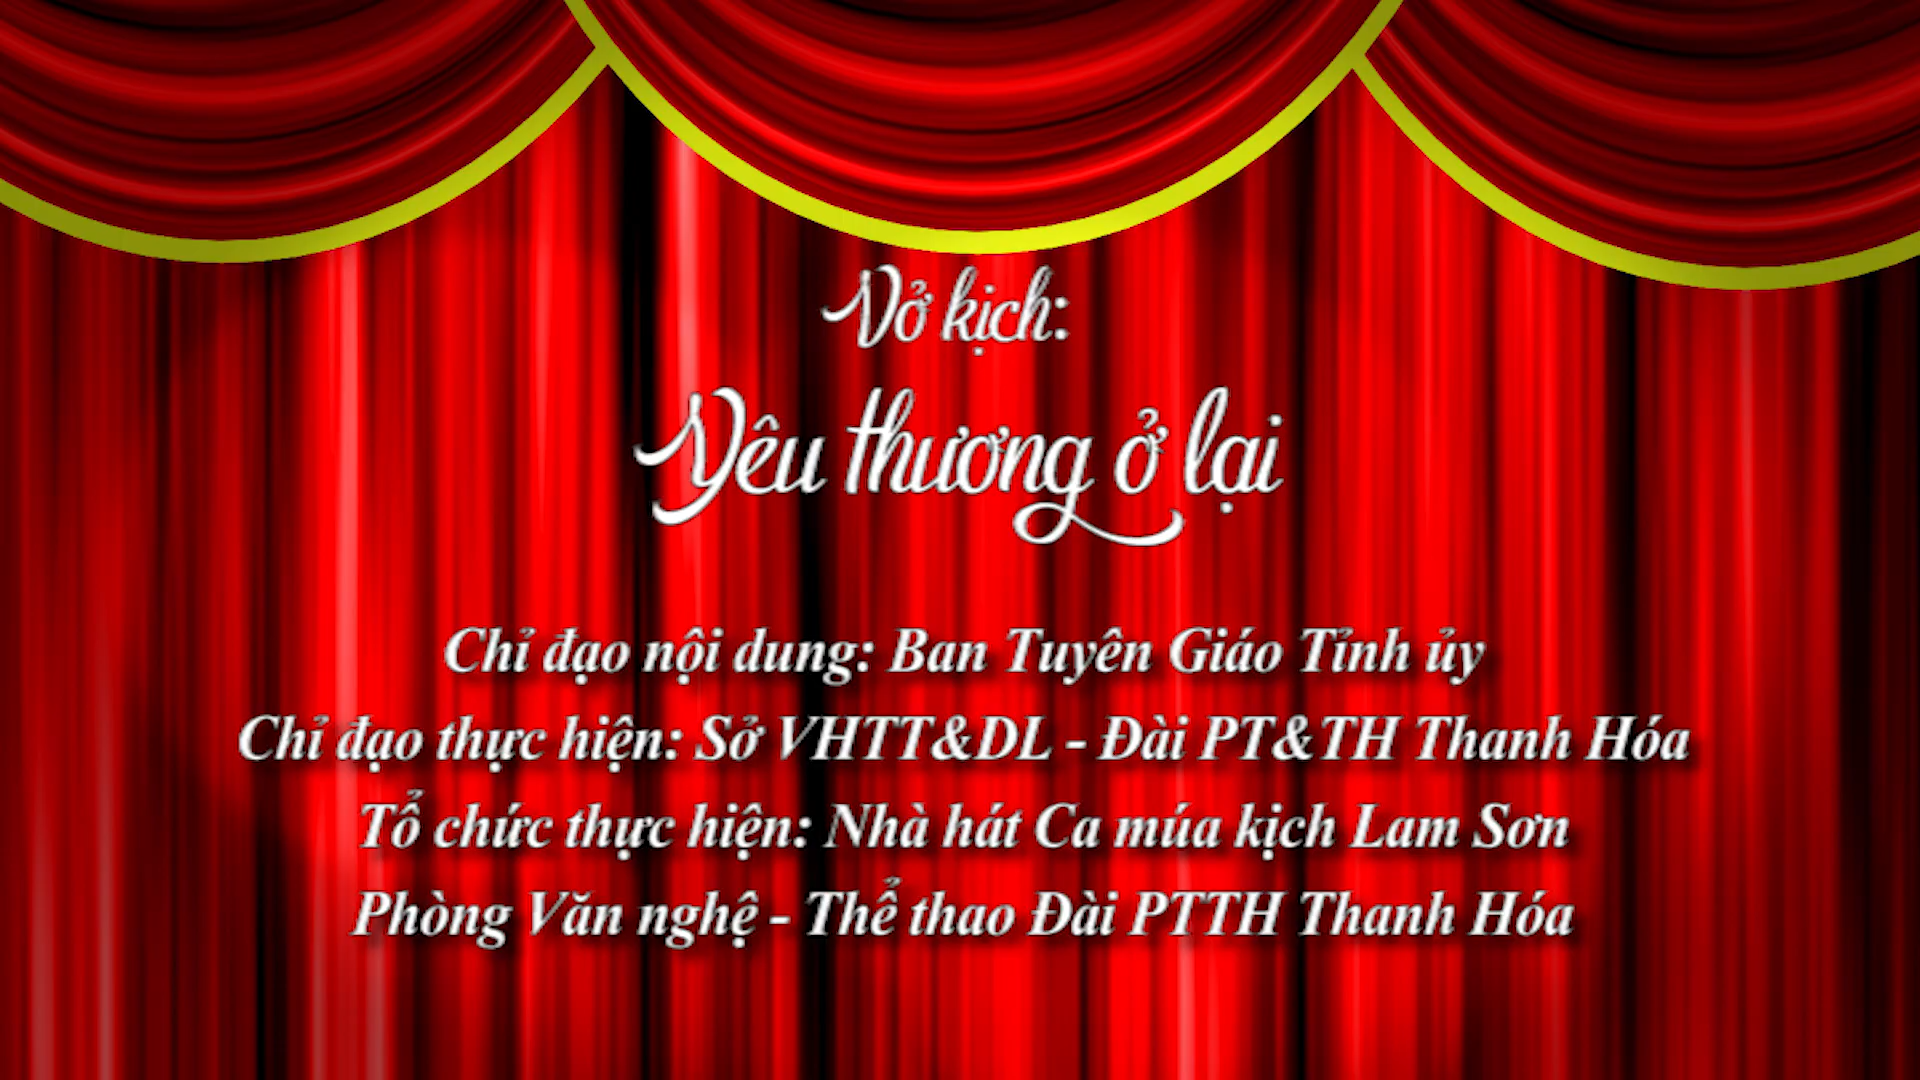 Vở kịch:
Yêu thương ở lại
Chỉ đạo nội dung: Ban Tuyên Giáo Tỉnh ủy
Chỉ đạo thực hiện: Sở VHTT&DL - Đài PT&TH Thanh Hóa
Tổ chức thực hiện: Nhà hát Ca múa kịch Lam Sơn
Phòng Văn nghệ - Thể thao Đài PTTH Thanh Hóa